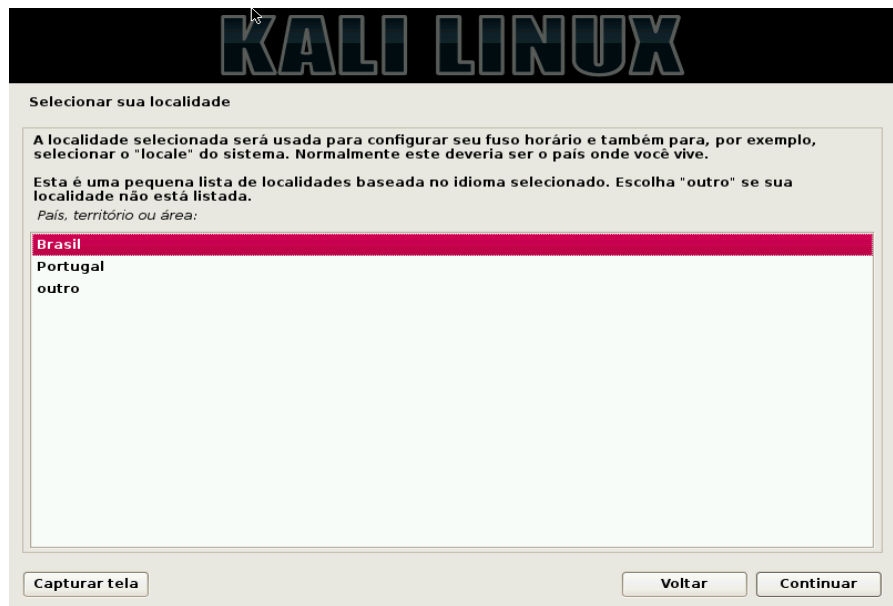 KALI LINUX
Selecionar sua localidade
A localidade selecionada será usada para configurar seu fuso horário e também para, por exemplo,
selecionar o "locale" do sistema. Normalmente este deveria ser o país onde você vive.
Esta é uma pequena lista de localidades baseada no idioma selecionado. Escolha "outro" se sua
localidade não está listada.
País, território ou área:
Brasil
Portugal
outro
Capturar tela
Voltar
Continuar